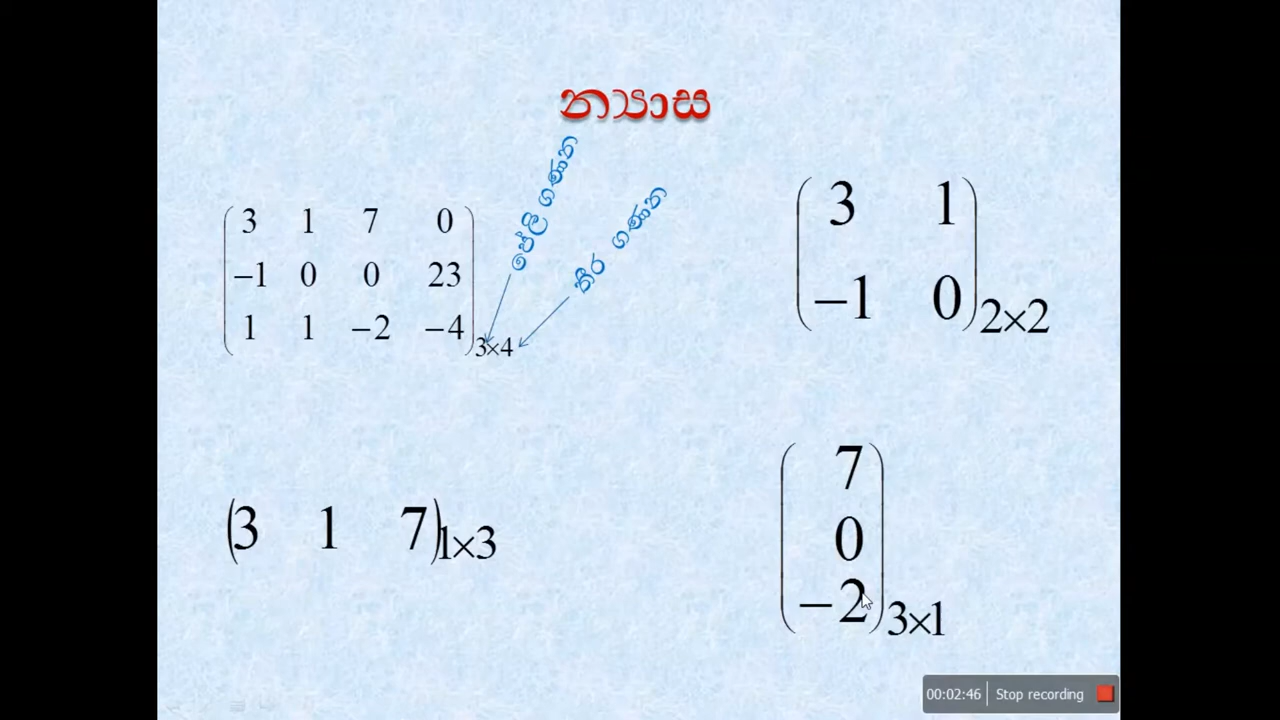 න්‍යාස
පේලි ගණන
තීර ගණන
3 1 7 0
−1 0 0 23
1 1 −2 −4
3×4
3 1
−1 0
2×2
(3 1 7)1×3
7
0
−2
3×1
00:02:46 Stop recording